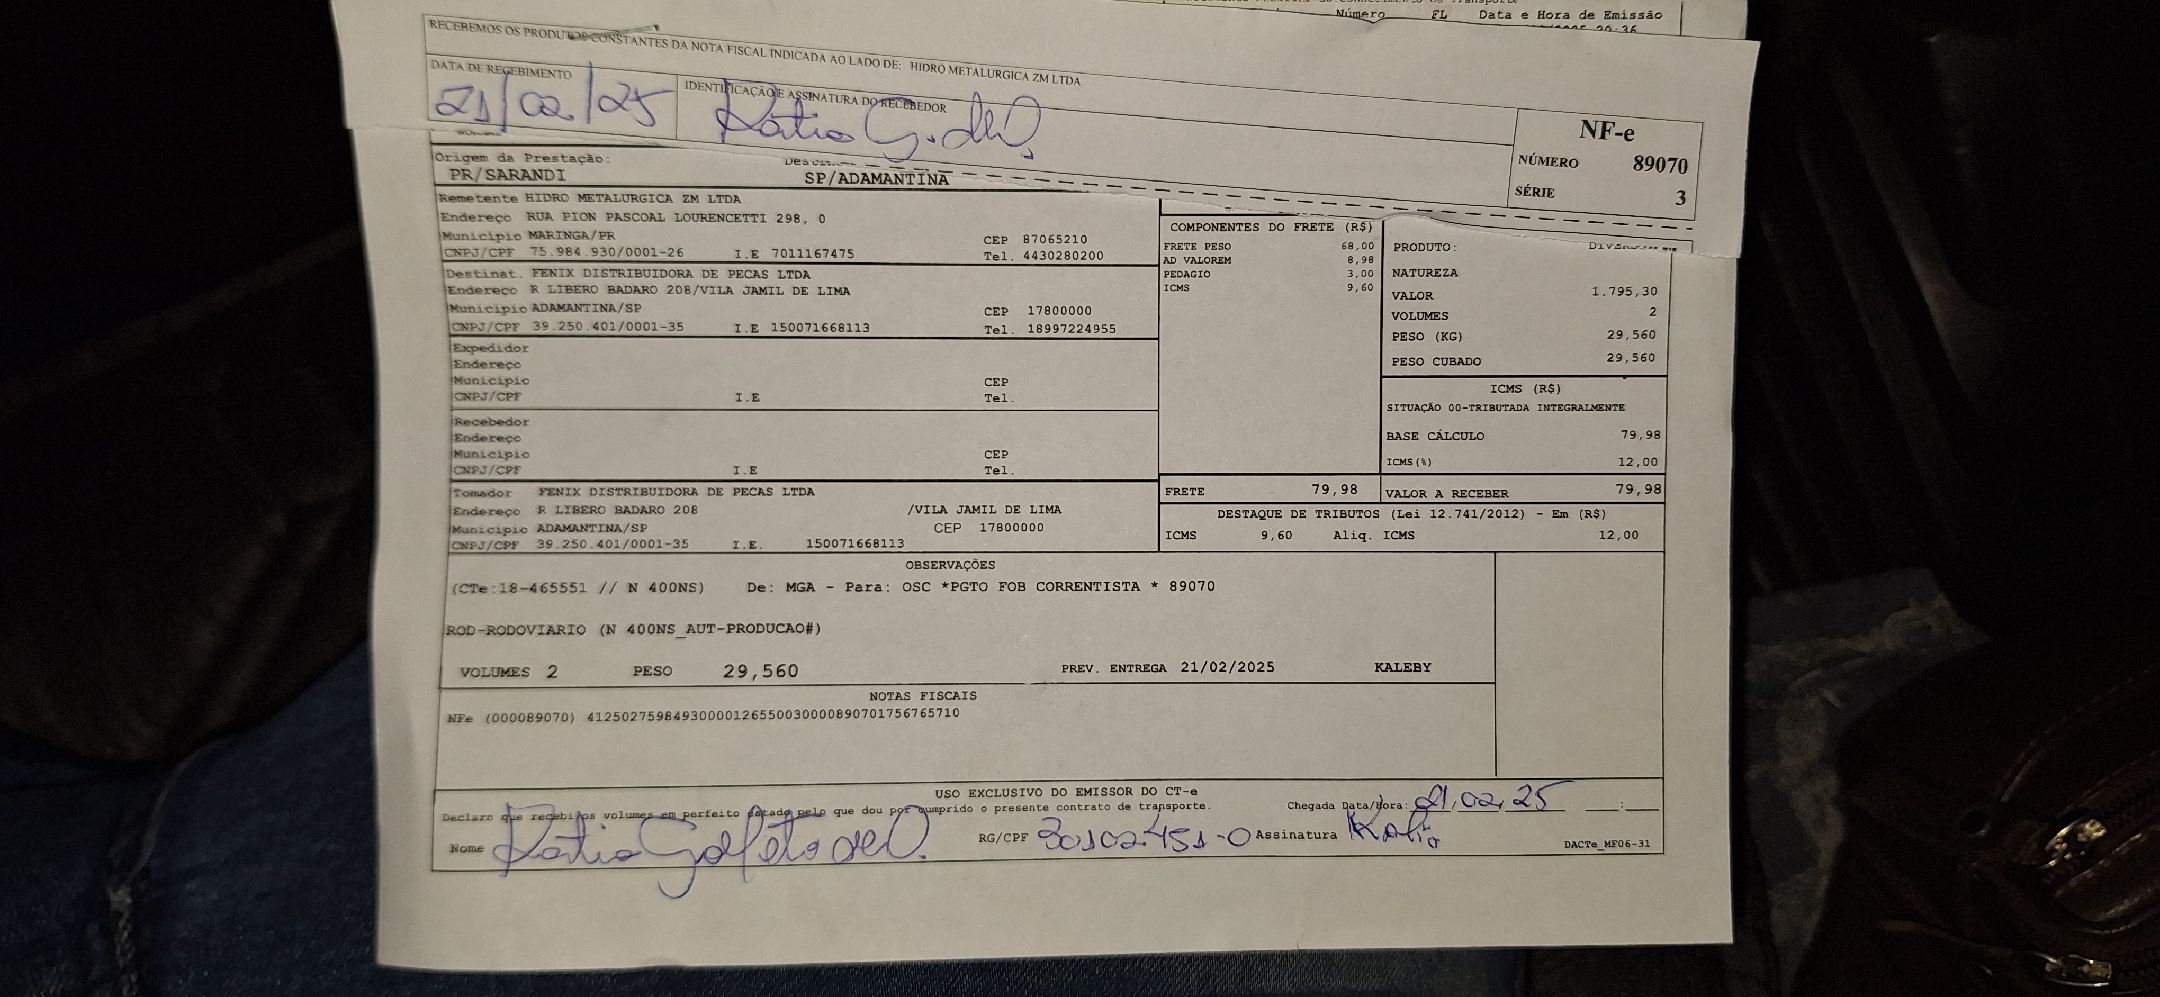 Número FL Data e Hora de Emissão
RECEBEMOS OS PRODUTOS CONSTANTES DA NOTA FISCAL INDICADA AO LADO DE: HIDRO METALURGICA ZM LTDA
DATA DE RECEBIMENTO
21/02/25
IDENTIFICAÇÃO E ASSINATURA DO RECEBEDOR
NF-e
NÚMERO 89070
SÉRIE 3
Origem da Prestação:
PR/SARANDI SP/ADAMANTINA
Remetente HIDRO METALURGICA ZM LTDA
Endereço RUA PION PASCOAL LOURENCETTI 298, 0
Município MARINGA/PR CEP 87065210
CNPJ/CPF 75.984.930/0001-26 I.E 7011167475 Tel. 4430280200
Destinat. FENIX DISTRIBUIDORA DE PECAS LTDA
Endereço R LIBERO BADARO 208/VILA JAMIL DE LIMA
Município ADAMANTINA/SP CEP 17800000
CNPJ/CPF 39.250.401/0001-35 I.E 150071668113 Tel. 18997224955
Expedidor
Endereço
Município CEP
CNPJ/CPF I.E Tel.
Recebedor
Endereço
Município CEP
CNPJ/CPF I.E Tel.
Tomador FENIX DISTRIBUIDORA DE PECAS LTDA
Endereço R LIBERO BADARO 208 /VILA JAMIL DE LIMA
Município ADAMANTINA/SP CEP 17800000
CNPJ/CPF 39.250.401/0001-35 I.E. 150071668113
COMPONENTES DO FRETE (R$)
FRETE PESO 68,00
AD VALOREM 8,98
PEDAGIO 3,00
ICMS 9,60
PRODUTO:
NATUREZA
VALOR 1.795,30
VOLUMES 2
PESO (KG) 29,560
PESO CUBADO 29,560
ICMS (R$)
SITUAÇÃO 00-TRIBUTADA INTEGRALMENTE
BASE CÁLCULO 79,98
ICMS(%) 12,00
FRETE 79,98 VALOR A RECEBER 79,98
DESTAQUE DE TRIBUTOS (Lei 12.741/2012) - Em (R$)
ICMS 9,60 Aliq. ICMS 12,00
OBSERVAÇÕES
(CTe:18-465551 // N 400NS) De: MGA - Para: OSC *PGTO FOB CORRENTISTA * 89070
ROD-RODOVIARIO (N 400NS_AUT-PRODUCAO#)
VOLUMES 2 PESO 29,560 PREV. ENTREGA 21/02/2025 KALEBY
NOTAS FISCAIS
NFe (000089070) 41250275984930000126550030000890701756765710
USO EXCLUSIVO DO EMISSOR DO CT-e
Declaro que recebi os volumes em perfeito estado pelo que dou por cumprido o presente contrato de transporte. Chegada Data/Hora: 21,02,25 __:__
Nome Katia RG/CPF 30102.451-0 Assinatura Katia
DACTe_MF06-31